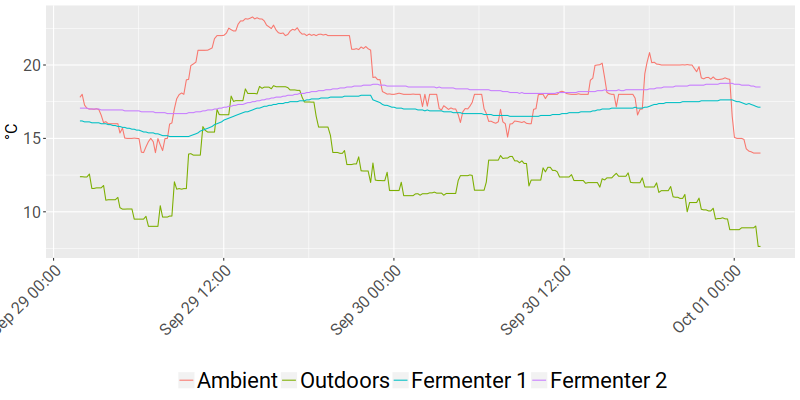 °C
20
15
10
Sep 29 00:00
Sep 29 12:00
Sep 30 00:00
Sep 30 12:00
Oct 01 00:00
Ambient Outdoors Fermenter 1 Fermenter 2